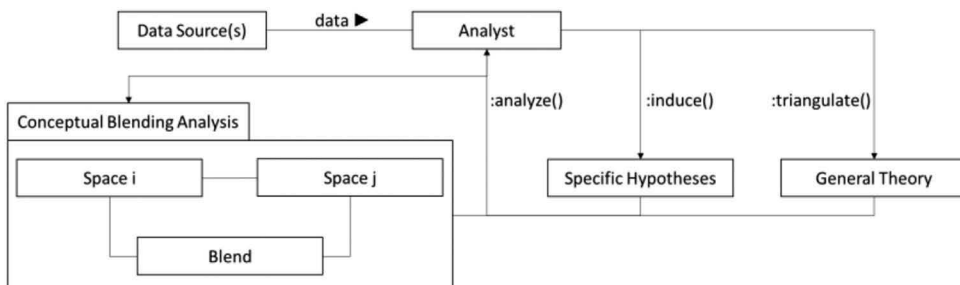 Data Source(s)
data ▶
Analyst
:analyze()
:induce()
:triangulate()
Conceptual Blending Analysis
Space i
Space j
Specific Hypotheses
General Theory
Blend